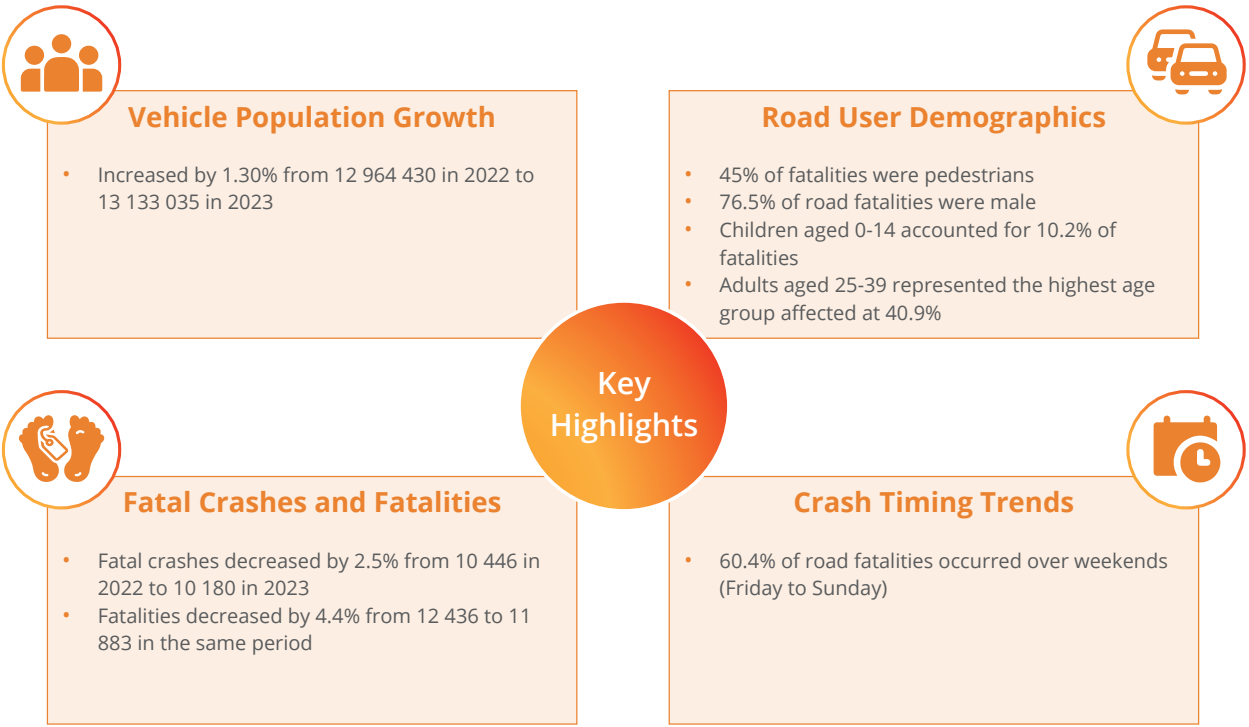 Vehicle Population Growth
• Increased by 1.30% from 12 964 430 in 2022 to
13 133 035 in 2023
Road User Demographics
• 45% of fatalities were pedestrians
• 76.5% of road fatalities were male
• Children aged 0-14 accounted for 10.2% of
fatalities
• Adults aged 25-39 represented the highest age
group affected at 40.9%
Key
Highlights
Fatal Crashes and Fatalities
• Fatal crashes decreased by 2.5% from 10 446 in
2022 to 10 180 in 2023
• Fatalities decreased by 4.4% from 12 436 to 11
883 in the same period
Crash Timing Trends
• 60.4% of road fatalities occurred over weekends
(Friday to Sunday)